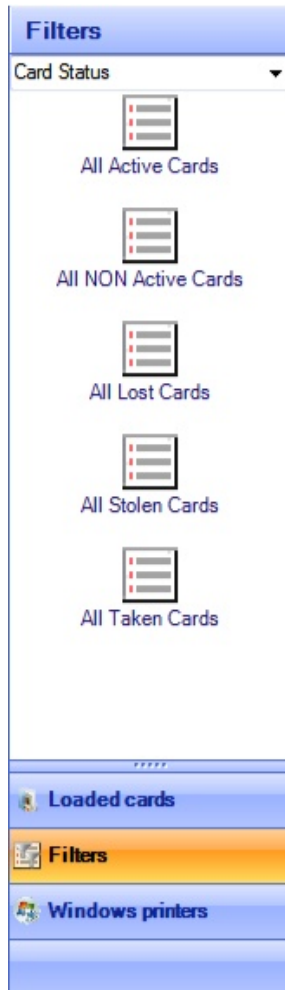 Filters
Card Status
All Active Cards
All NON Active Cards
All Lost Cards
All Stolen Cards
All Taken Cards
Loaded cards
Filters
Windows printers